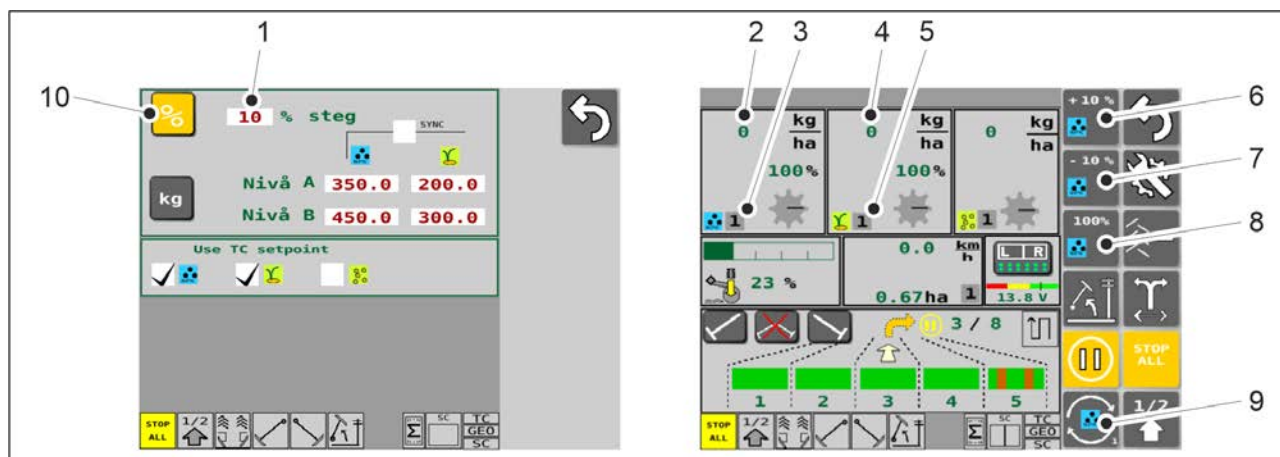 1
10
10 % steg
SYNC
Nivå A 350.0 200.0
kg
Nivå B 450.0 300.0
Use TC setpoint
STOP ALL 1/2 Σ SC TC
GEO
SC
2 3 4 5
0 kg/ha 0 kg/ha 0 kg/ha
100% 100%
1 1 1
23 %
0.0 km/h
0.67ha 1
L R
13.8 V
3 / 8
1 2 3 4 5
STOP ALL 1/2 Σ SC TC
GEO
SC
+10 %
6
- 10 %
7
100%
8
STOP
ALL
1
1/2
9